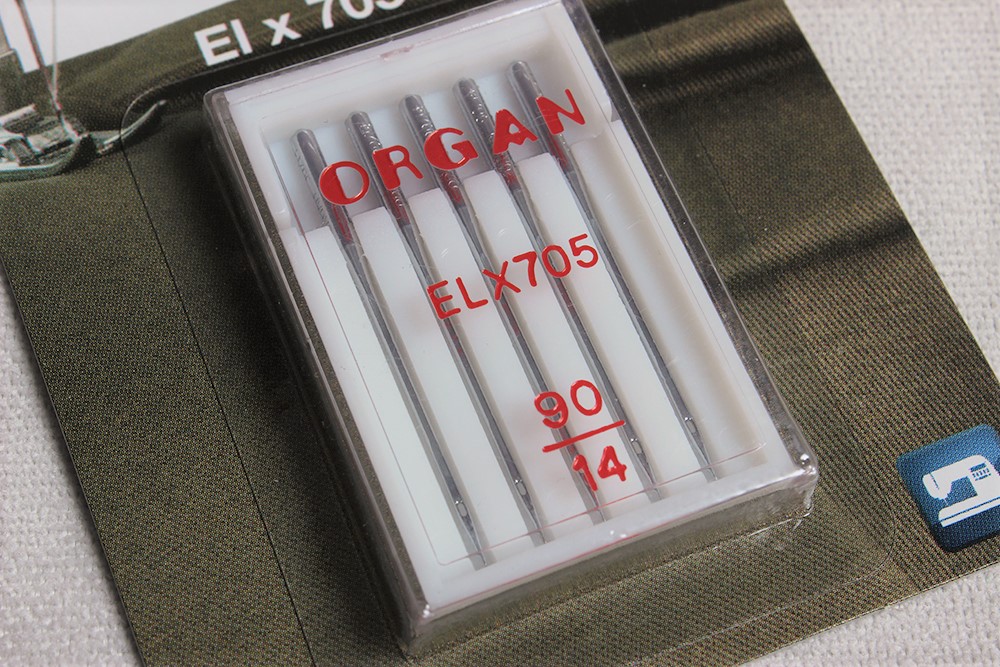 El x 705
ORGAN
ELX705
90
14